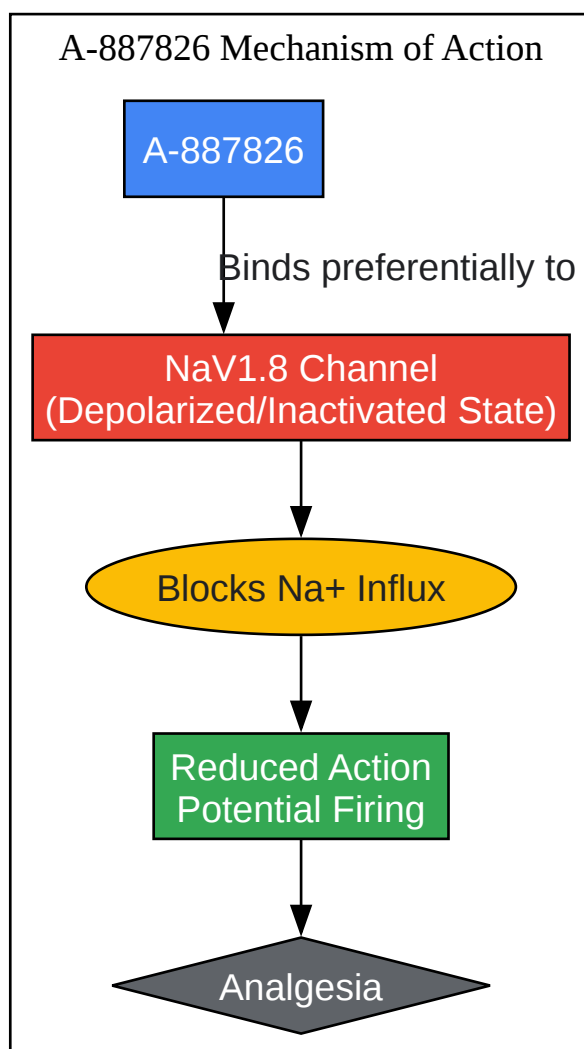 A-887826 Mechanism of Action
A-887826
Binds preferentially to
NaV1.8 Channel
(Depolarized/Inactivated State)
Blocks Na+ Influx
Reduced Action
Potential Firing
Analgesia